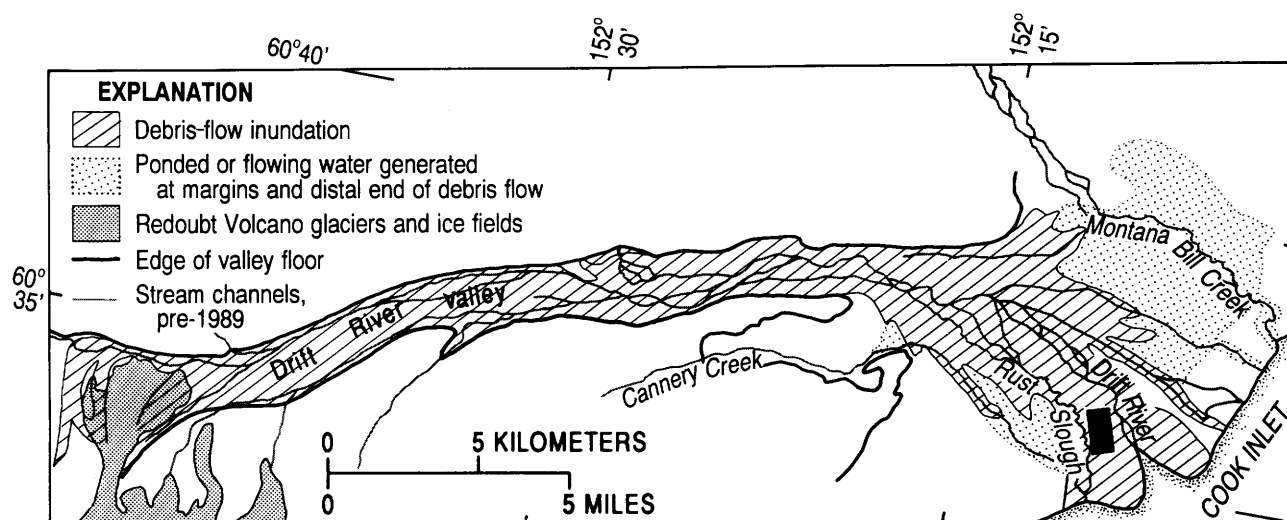 60°40'
152°
30'
152°
15'
EXPLANATION
Debris-flow inundation
Ponded or flowing water generated
at margins and distal end of debris flow
Redoubt Volcano glaciers and ice fields
Edge of valley floor
Stream channels,
pre-1989
60°
35'
Drift River Valley
Montana Bill Creek
Cannery Creek
Rust Slough
Drift River
COOK INLET
0 5 KILOMETERS
0 5 MILES